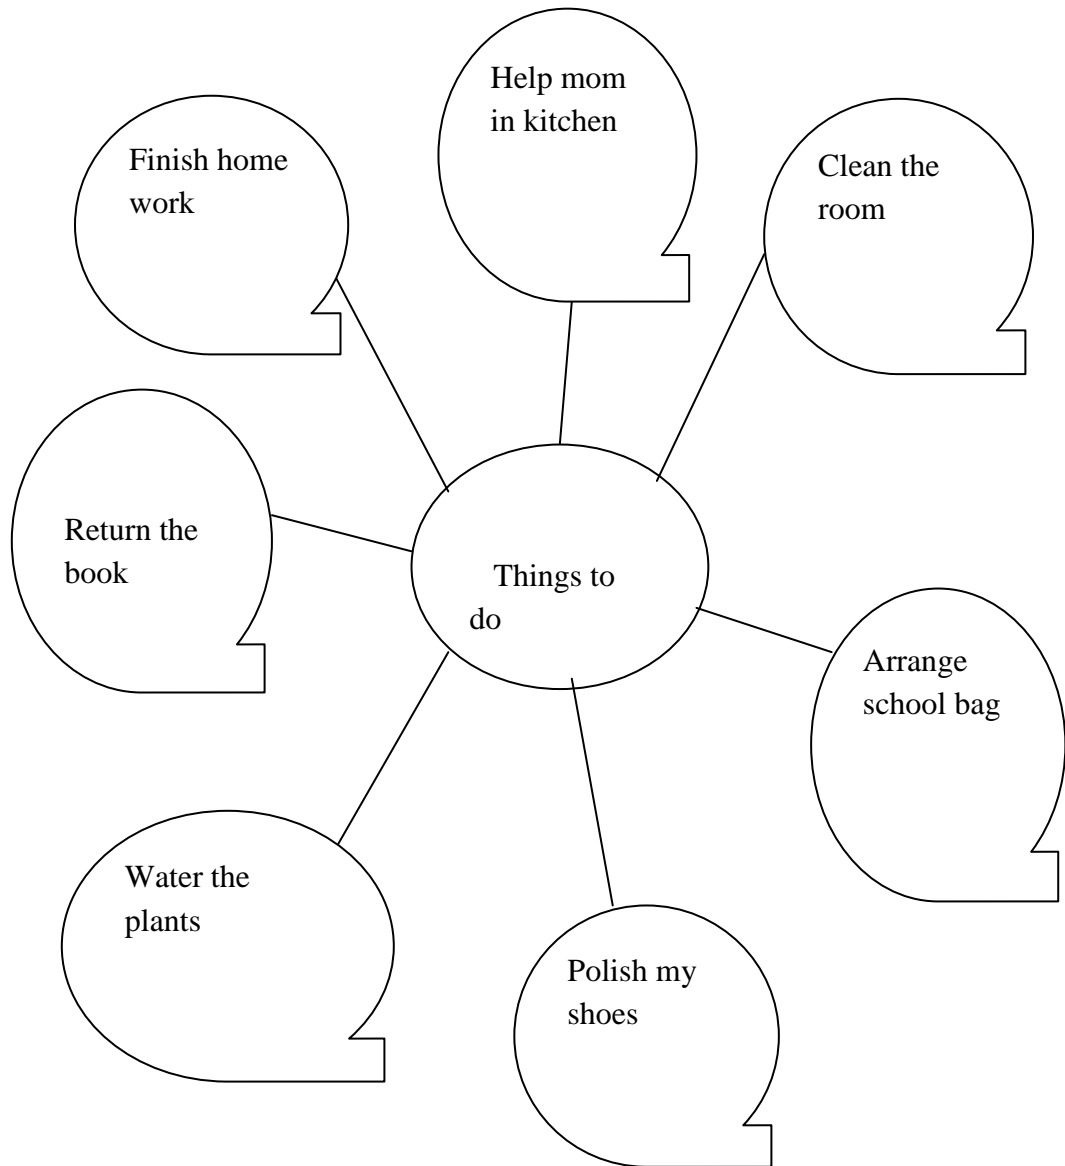 Help mom
in kitchen
Finish home
work
Clean the
room
Return the
book
Things to
do
Arrange
school bag
Water the
plants
Polish my
shoes